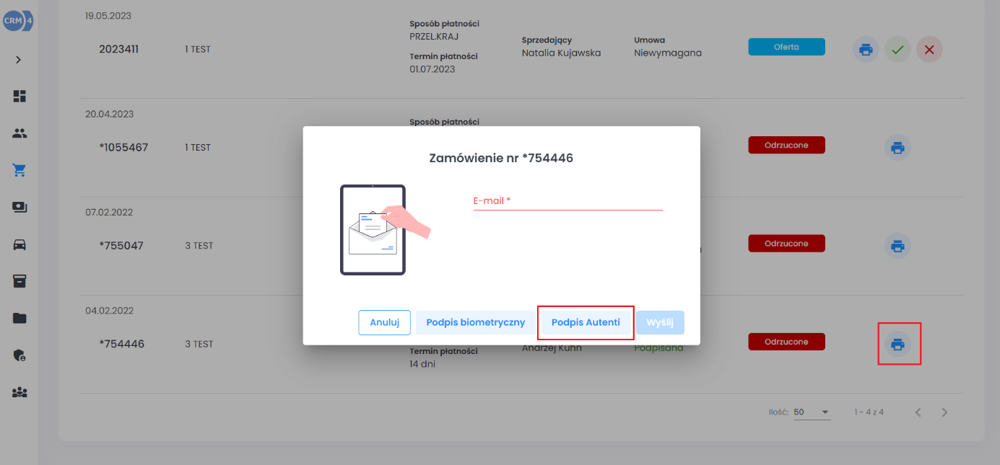 CRM 4
19.05.2023
2023411
1 TEST
Sposób płatności
PRZEL.KRAJ
Termin płatności
01.07.2023
Sprzedający
Natalia Kujawska
Umowa
Niewymagana
Oferta
20.04.2023
*1055467
1 TEST
Sposób płatności
Odrzucone
07.02.2022
*755047
3 TEST
Odrzucone
04.02.2022
*754446
3 TEST
Termin płatności
14 dni
Andrzej Kuhn
Podpisana
Odrzucone
Zamówienie nr *754446
E-mail *
Anuluj
Podpis biometryczny
Podpis Autenti
Wyślij
Ilość: 50
1 - 4 z 4